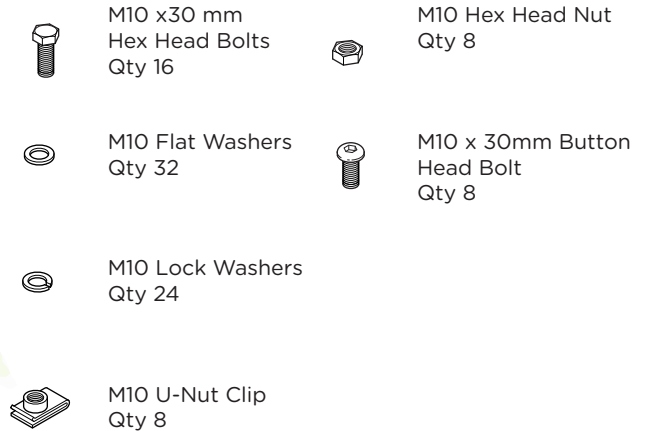 M10 x30 mm
Hex Head Bolts
Qty 16
M10 Hex Head Nut
Qty 8
M10 Flat Washers
Qty 32
M10 x 30mm Button
Head Bolt
Qty 8
M10 Lock Washers
Qty 24
M10 U-Nut Clip
Qty 8